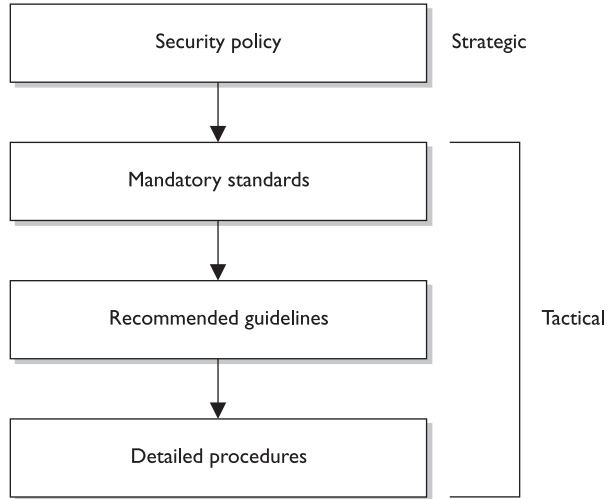 Security policy
Strategic
Mandatory standards
Recommended guidelines
Tactical
Detailed procedures